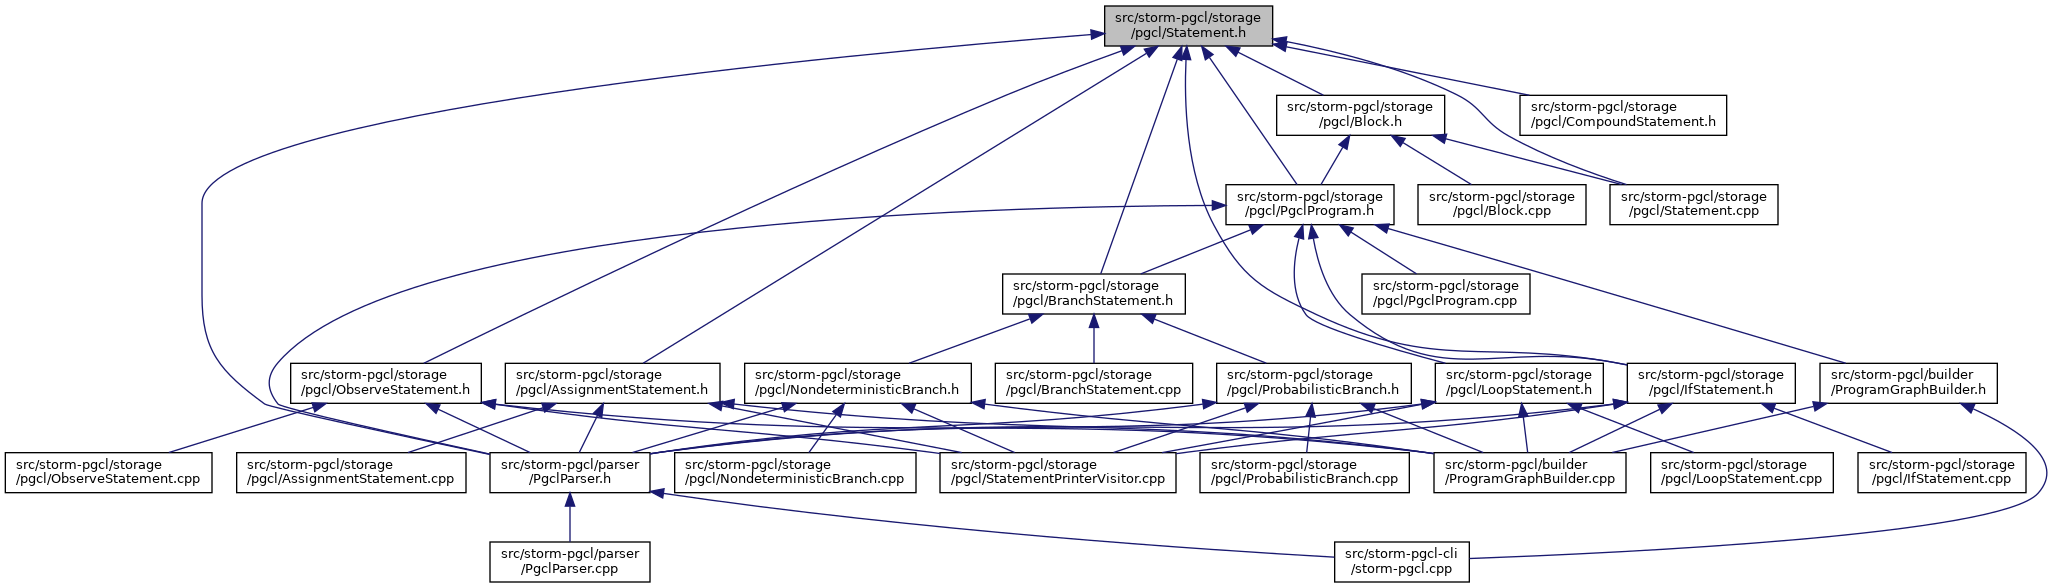 src/storm-pgcl/storage
/pgcl/Statement.h
src/storm-pgcl/storage
/pgcl/Block.h
src/storm-pgcl/storage
/pgcl/CompoundStatement.h
src/storm-pgcl/storage
/pgcl/PgclProgram.h
src/storm-pgcl/storage
/pgcl/Block.cpp
src/storm-pgcl/storage
/pgcl/Statement.cpp
src/storm-pgcl/storage
/pgcl/BranchStatement.h
src/storm-pgcl/storage
/pgcl/PgclProgram.cpp
src/storm-pgcl/storage
/pgcl/ObserveStatement.h
src/storm-pgcl/storage
/pgcl/AssignmentStatement.h
src/storm-pgcl/storage
/pgcl/NondeterministicBranch.h
src/storm-pgcl/storage
/pgcl/BranchStatement.cpp
src/storm-pgcl/storage
/pgcl/ProbabilisticBranch.h
src/storm-pgcl/storage
/pgcl/LoopStatement.h
src/storm-pgcl/storage
/pgcl/IfStatement.h
src/storm-pgcl/builder
/ProgramGraphBuilder.h
src/storm-pgcl/storage
/pgcl/ObserveStatement.cpp
src/storm-pgcl/storage
/pgcl/AssignmentStatement.cpp
src/storm-pgcl/parser
/PgclParser.h
src/storm-pgcl/storage
/pgcl/NondeterministicBranch.cpp
src/storm-pgcl/storage
/pgcl/StatementPrinterVisitor.cpp
src/storm-pgcl/storage
/pgcl/ProbabilisticBranch.cpp
src/storm-pgcl/builder
/ProgramGraphBuilder.cpp
src/storm-pgcl/storage
/pgcl/LoopStatement.cpp
src/storm-pgcl/storage
/pgcl/IfStatement.cpp
src/storm-pgcl/parser
/PgclParser.cpp
src/storm-pgcl-cli
/storm-pgcl.cpp